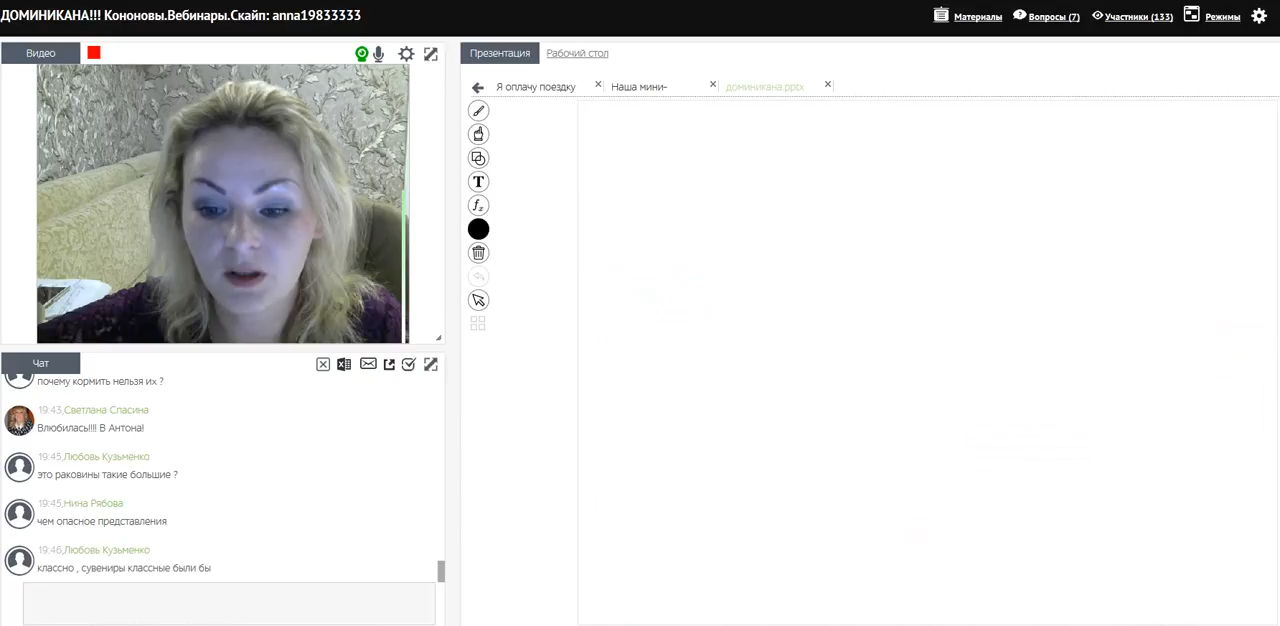 ДОМИНИКАНА!!! Кононовы.Вебинары.Скайп: anna19833333
Материалы
Вопросы (7)
Участники (133)
Режимы
Видео
Презентация
Рабочий стол
Я оплачу поездку
Наша мини-
доминикана.pptx
T
fx
Чат
почему кормить нельзя их ?
19:43,Светлана Спасина
Влюбилась!!!! В Антона!
19:45,Любовь Кузьменко
это раковины такие большие ?
19:45,Нина Рябова
чем опасное представления
19:46,Любовь Кузьменко
классно , сувениры классные были бы